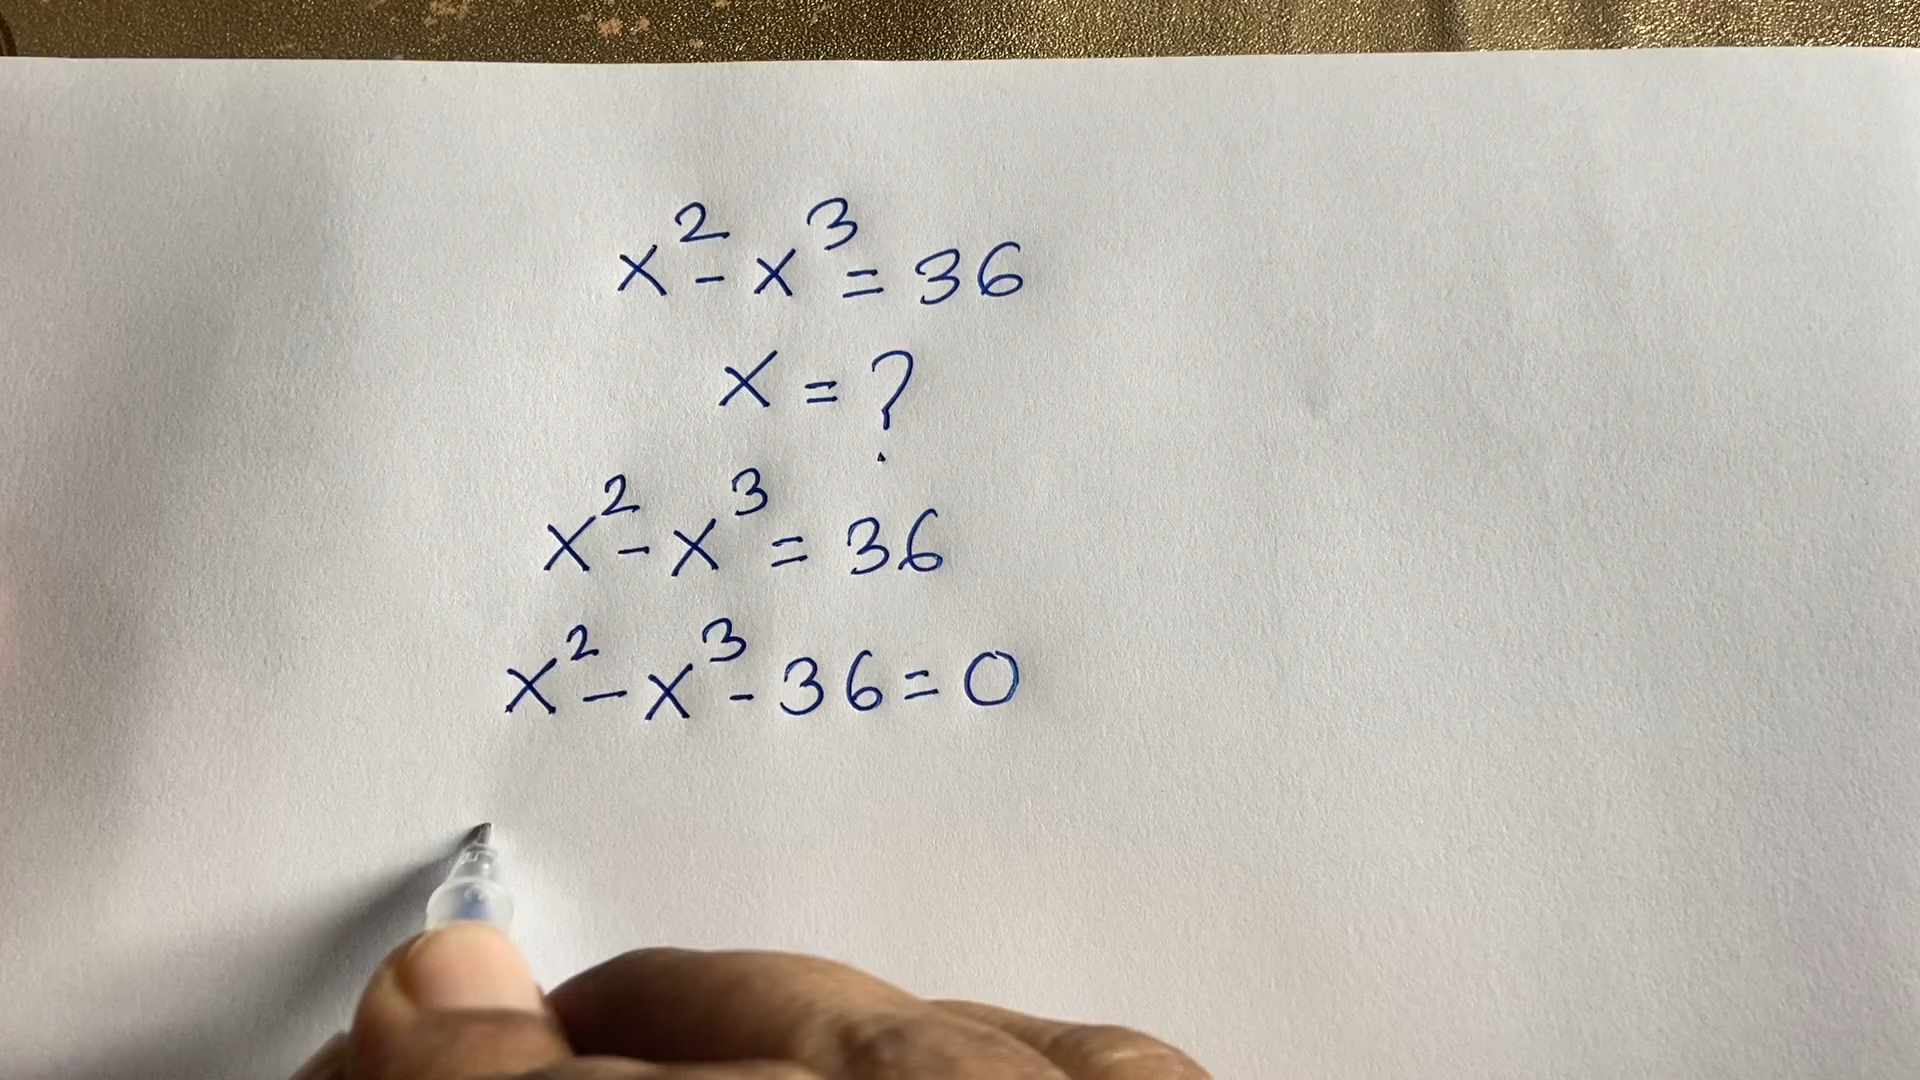 x² - x³ = 36
x = ?
x² - x³ = 36
x² - x³ - 36 = 0